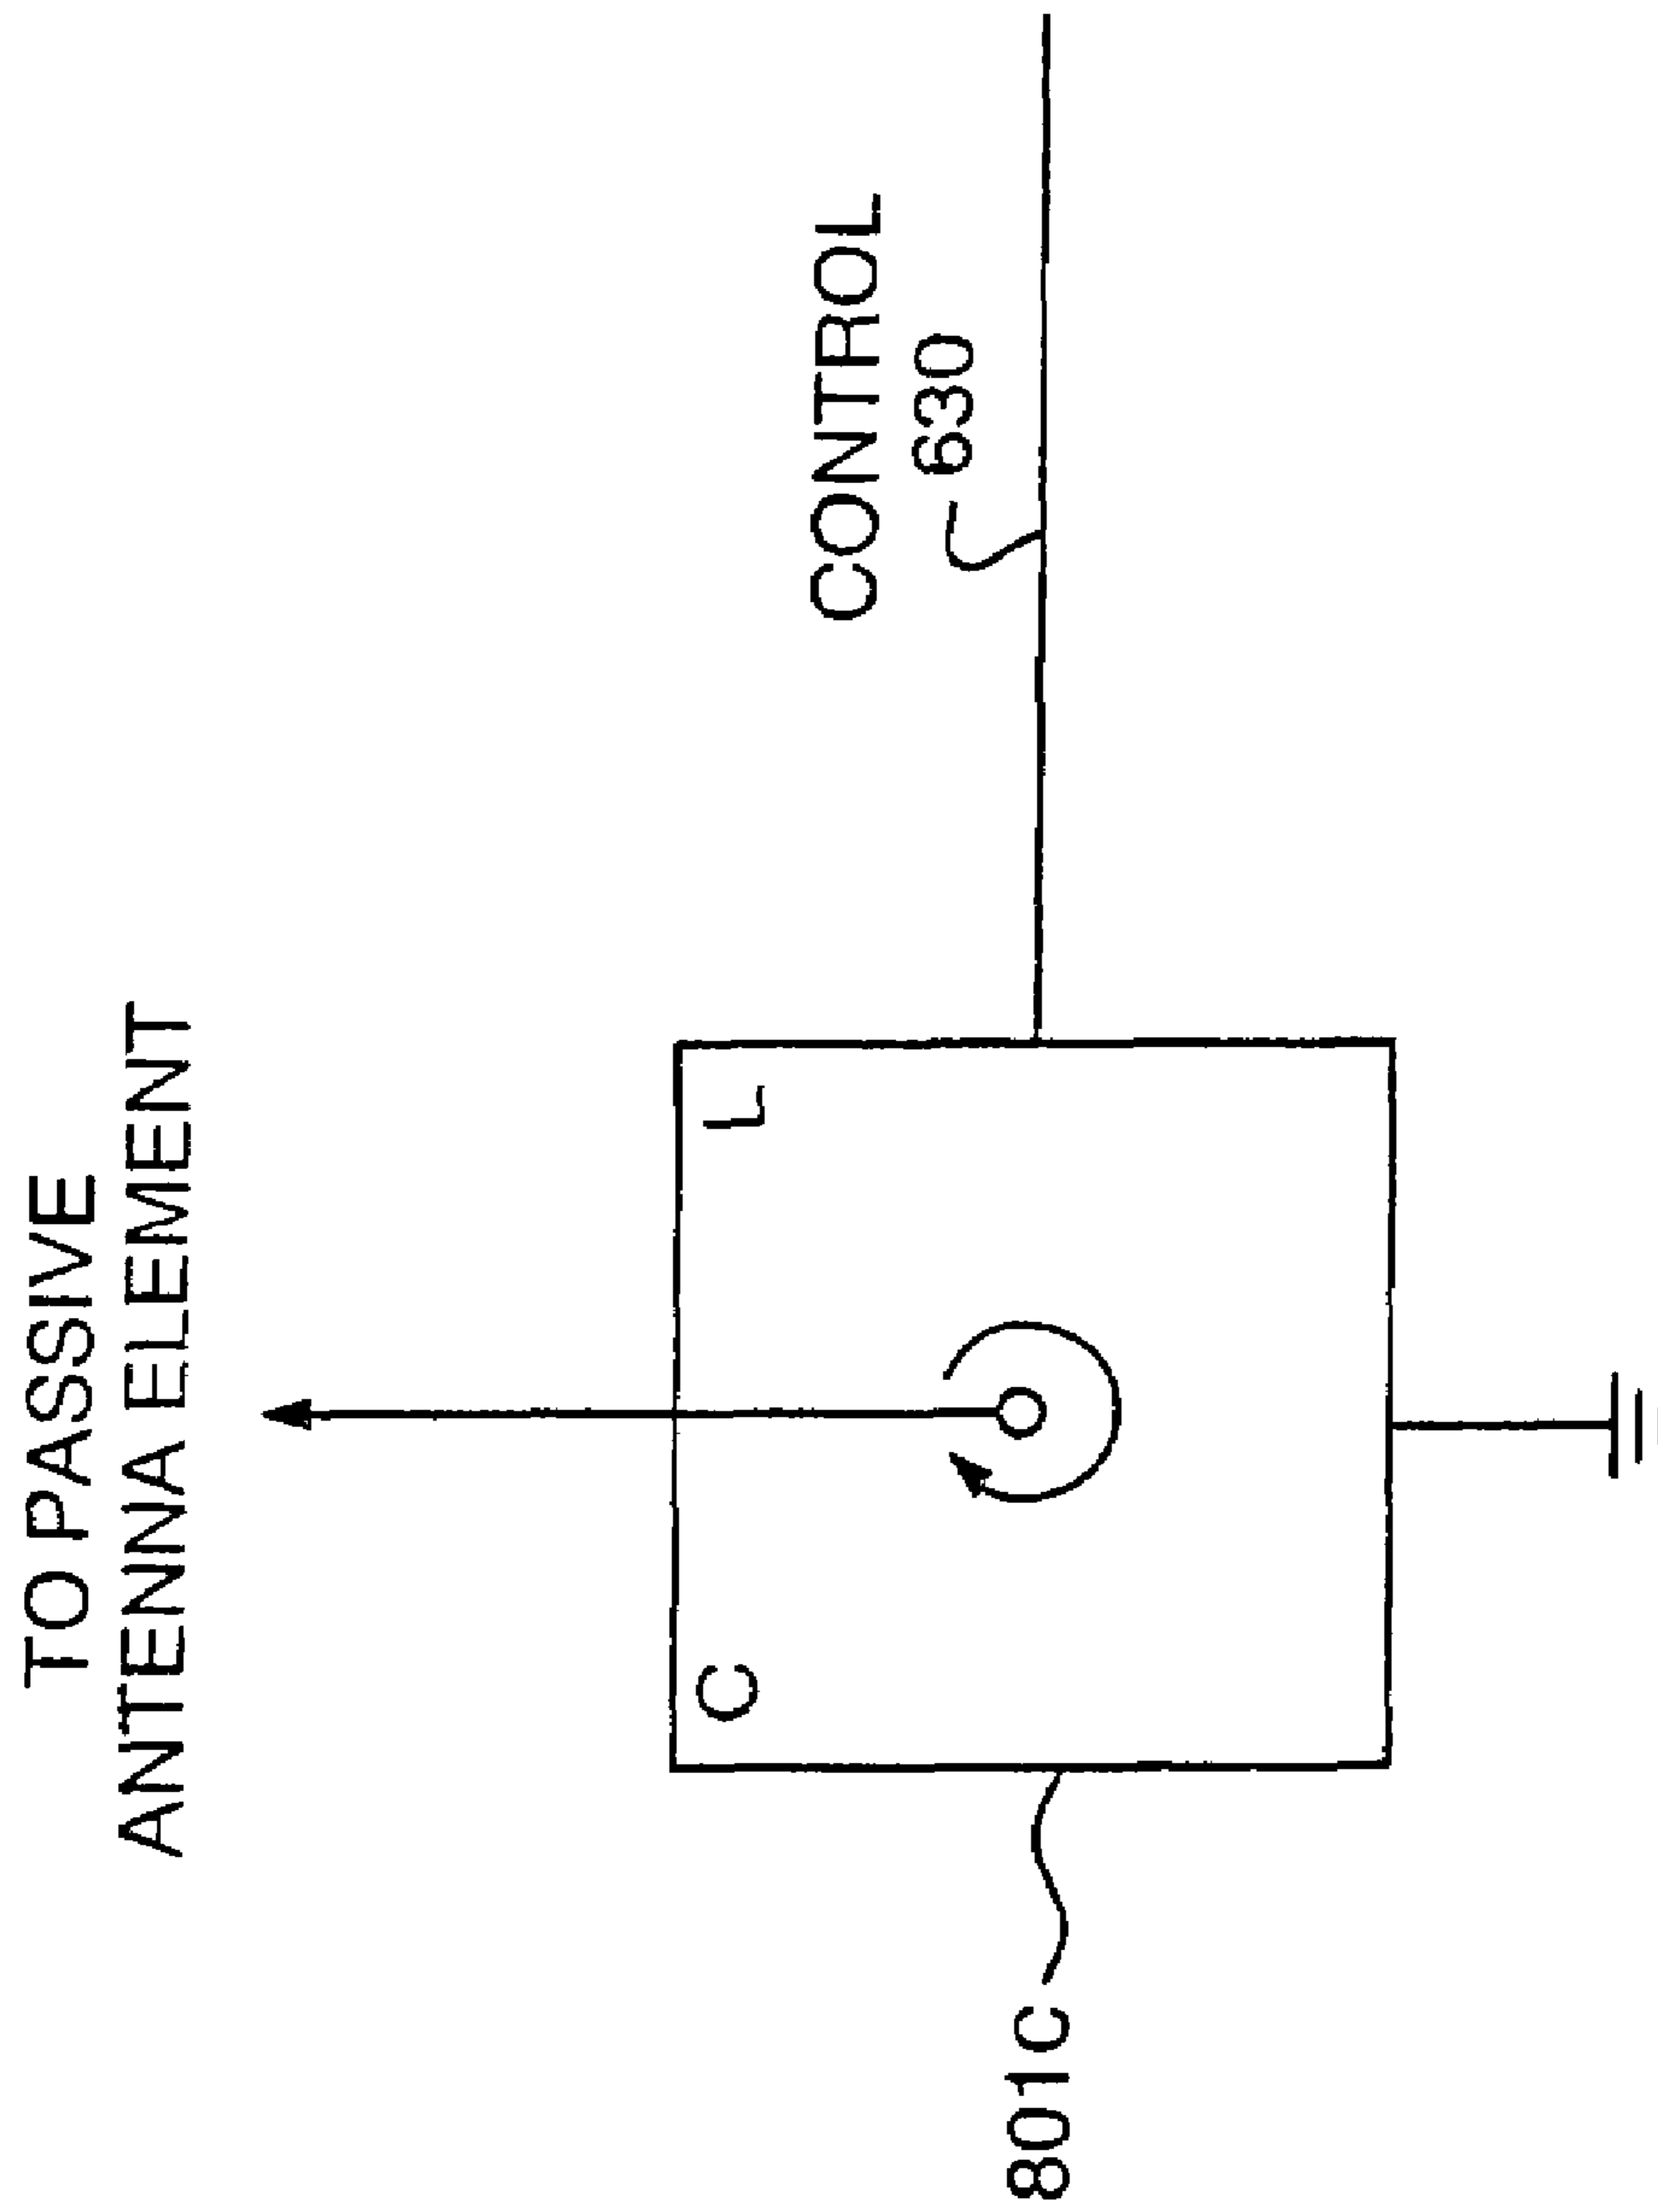 TO PASSIVE
ANTENNA ELEMENT
CONTROL
630
C
L
801C